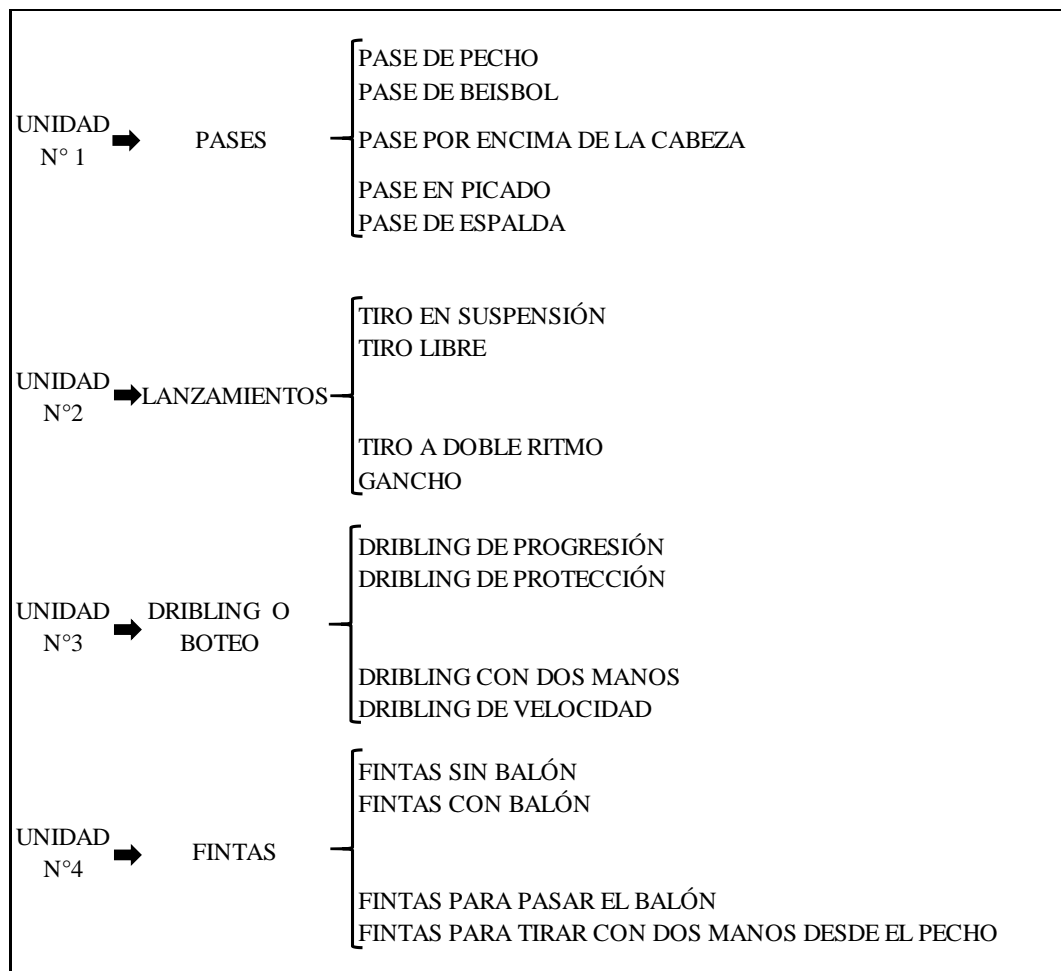 UNIDAD
N° 1
PASES
PASE DE PECHO
PASE DE BEISBOL
PASE POR ENCIMA DE LA CABEZA
PASE EN PICADO
PASE DE ESPALDA
UNIDAD
N°2
LANZAMIENTOS
TIRO EN SUSPENSIÓN
TIRO LIBRE
TIRO A DOBLE RITMO
GANCHO
UNIDAD
N°3
DRIBLING O
BOTEO
DRIBLING DE PROGRESIÓN
DRIBLING DE PROTECCIÓN
DRIBLING CON DOS MANOS
DRIBLING DE VELOCIDAD
UNIDAD
N°4
FINTAS
FINTAS SIN BALÓN
FINTAS CON BALÓN
FINTAS PARA PASAR EL BALÓN
FINTAS PARA TIRAR CON DOS MANOS DESDE EL PECHO